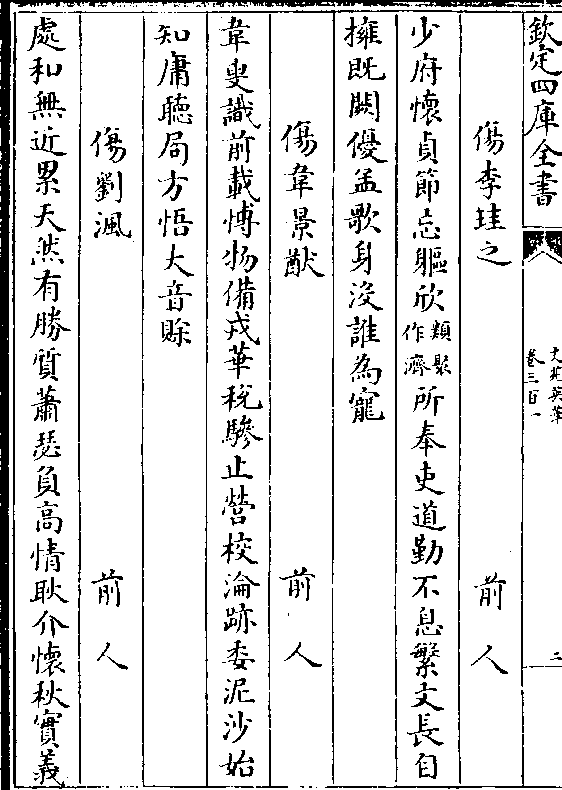 欽定四庫全書
文苑英華
卷三百一
二
傷李珪之
前人
少府懷貞節忘軀欣類聚作濟所奉吏道勤不息繁文長自
擁既闕優孟歌身沒誰為寵
傷韋景猷
前人
韋叟識前載博物備戎華稅驂止營校淪跡委泥沙始
知庸聽局方悟大音賒
傷劉渢
前人
處和無近累天然有勝質蕭瑟負高情耿介懷秋實義